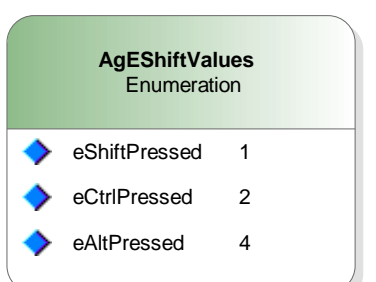 AgEShiftValues
Enumeration
eShiftPressed 1
eCtrlPressed 2
eAltPressed 4